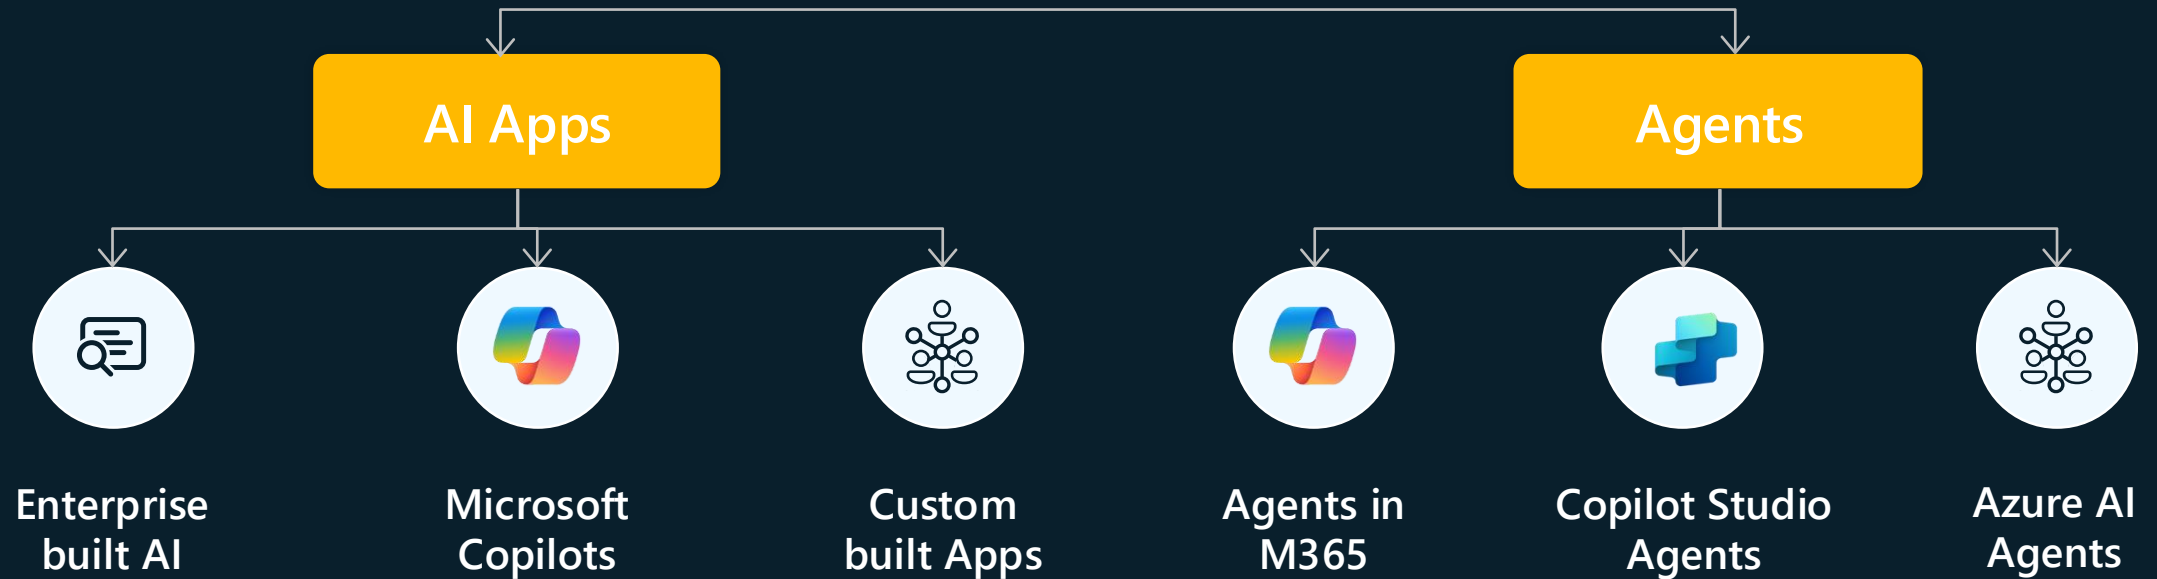 AI Apps
Agents
Enterprise
built AI
Microsoft
Copilots
Custom
built Apps
Agents in
M365
Copilot Studio
Agents
Azure AI
Agents